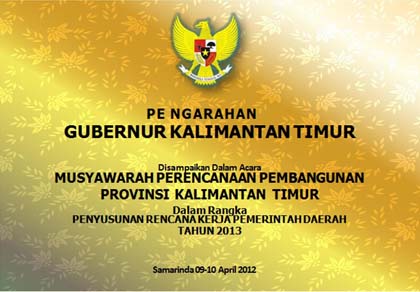 PE NGARAHAN
GUBERNUR KALIMANTAN TIMUR
Disampaikan Dalam Acara
MUSYAWARAH PERENCANAAN PEMBANGUNAN
PROVINSI KALIMANTAN TIMUR
Dalam Rangka
PENYUSUNAN RENCANA KERJA PEMERINTAH DAERAH
TAHUN 2013
Samarinda 09-10 April 2012